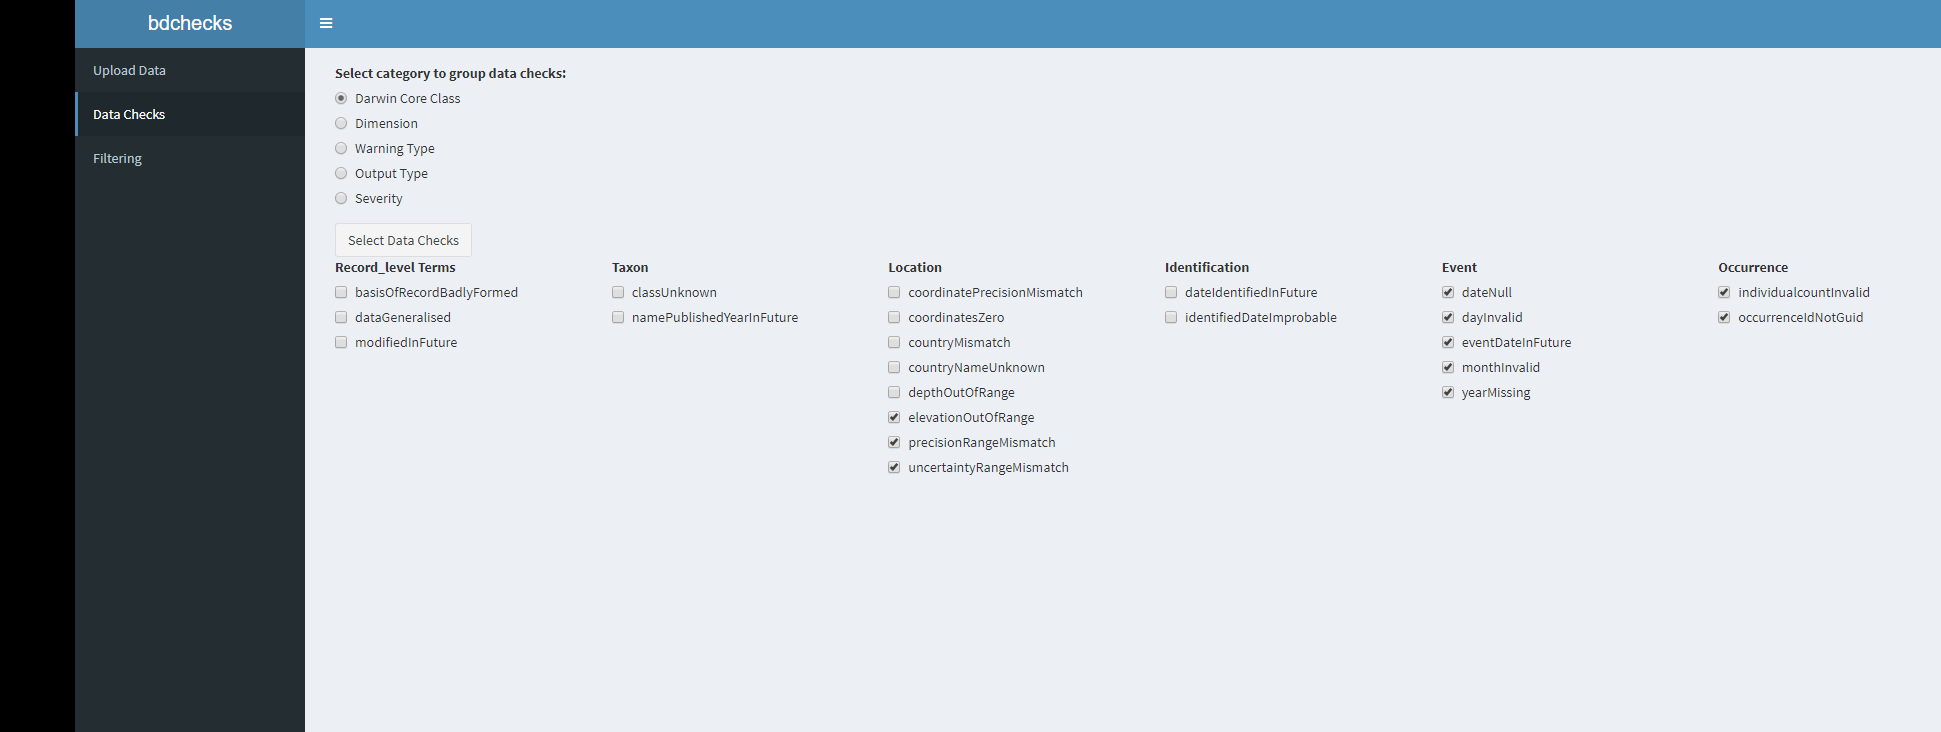 bdchecks
Upload Data
Data Checks
Filtering
Select category to group data checks:
Darwin Core Class
Dimension
Warning Type
Output Type
Severity
Select Data Checks
Record_level Terms
basisOfRecordBadlyFormed
dataGeneralised
modifiedInFuture
Taxon
classUnknown
namePublishedYearInFuture
Location
coordinatePrecisionMismatch
coordinatesZero
countryMismatch
countryNameUnknown
depthOutOfRange
elevationOutOfRange
precisionRangeMismatch
uncertaintyRangeMismatch
Identification
dateIdentifiedInFuture
identifiedDateImprobable
Event
dateNull
dayInvalid
eventDateInFuture
monthInvalid
yearMissing
Occurrence
individualcountInvalid
occurrenceIdNotGuid